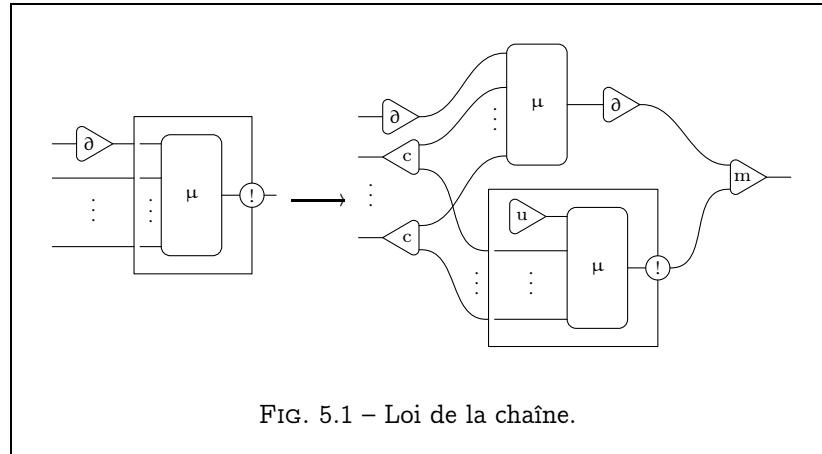 ∂ μ !
∂ c c μ ∂ m
u μ !
FIG. 5.1 – Loi de la chaîne.